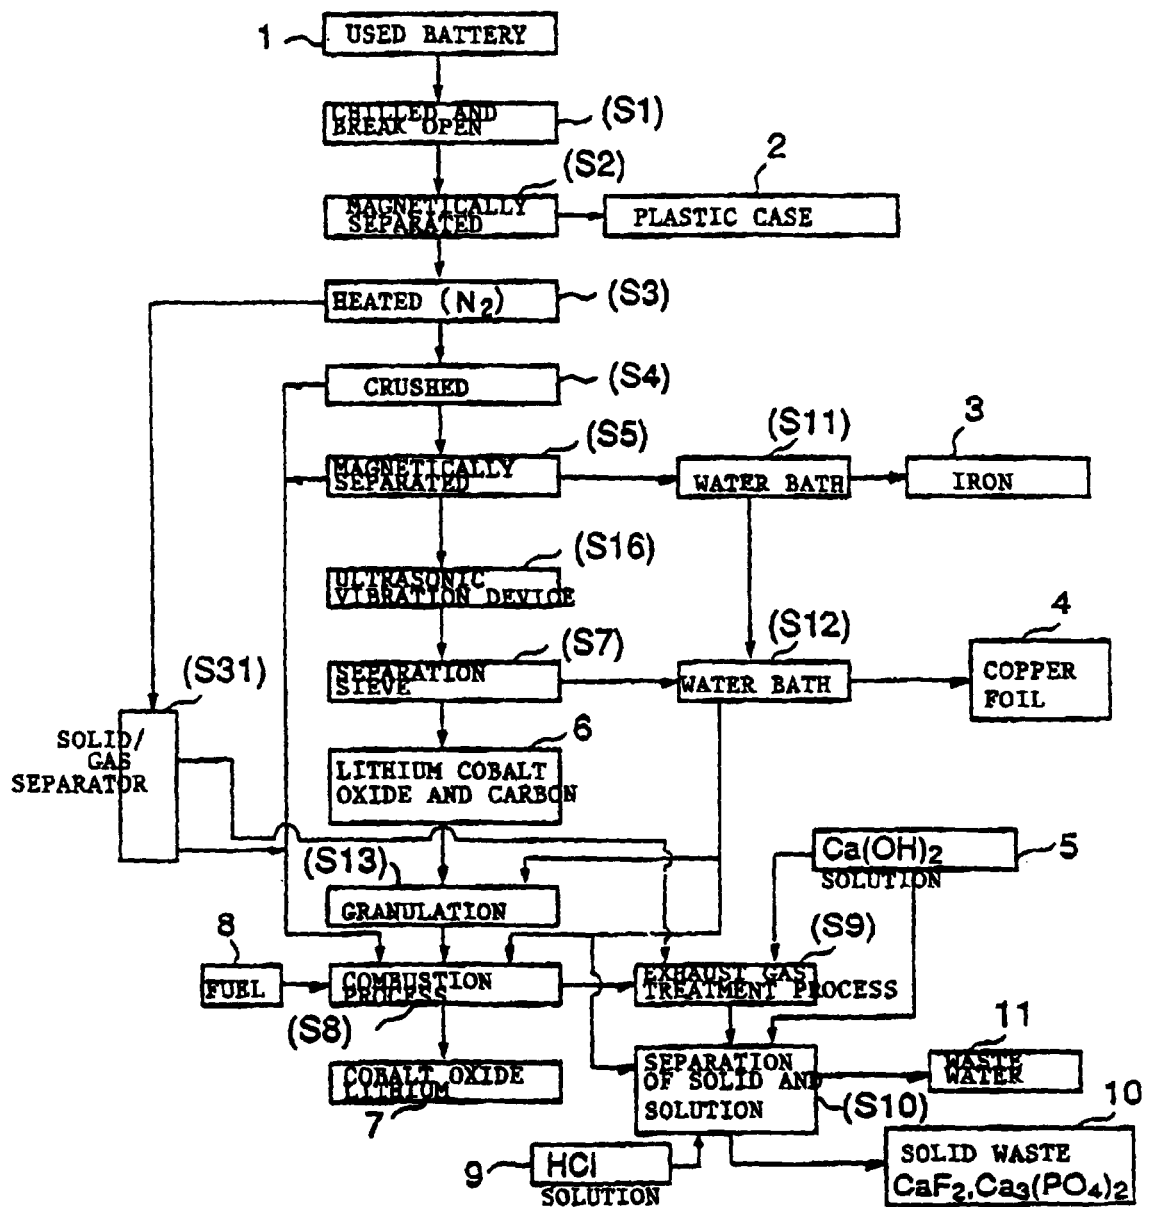 1
USED BATTERY
CHILLED AND
BREAK OPEN
(S1)
(S2)
MAGNETICALLY
SEPARATED
2
PLASTIC CASE
HEATED (N2)
(S3)
CRUSHED
(S4)
(S5)
MAGNETICALLY
SEPARATED
(S11)
WATER BATH
3
IRON
(S16)
ULTRASONIC
VIBRATION DEVICE
(S7)
SEPARATION
SIEVE
(S12)
WATER BATH
4
COPPER
FOIL
(S31)
SOLID/
GAS
SEPARATOR
6
LITHIUM COBALT
OXIDE AND CARBON
Ca(OH)2
SOLUTION
5
(S13)
GRANULATION
8
FUEL
COMBUSTION
PROCESS
(S8)
(S9)
EXHAUST GAS
TREATMENT PROCESS
COBALT OXIDE
LYTHIUM
7
SEPARATION
OF SOLID AND
SOLUTION
(S10)
11
WASTE
WATER
9
HCl
SOLUTION
10
SOLID WASTE
CaF2,Ca3(PO4)2